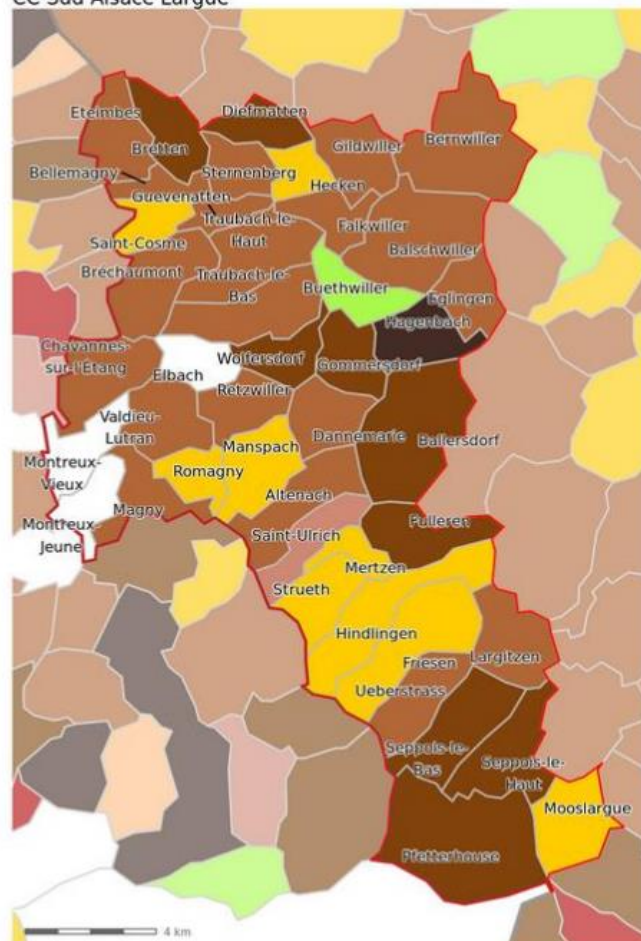 CC Sud Alsace Largue
Eteimbes
Diefmatten
Bretten
Gildwiller
Bernwiller
Bellemagny
Sternenberg
Guevenatten
Hecken
Traubach-le-
Haut
Falkwiller
Saint-Cosme
Balschwiller
Bréchaumont
Traubach-le-
Bas
Buethwiller
Eglingen
Hagenbach
Chavannes-
sur-l'Étang
Wolfersdorf
Gommersdorf
Elbach
Retzwiller
Valdieu-
Lutran
Dannemarie
Ballersdorf
Manspach
Montreux-
Vieux
Romagny
Altenach
Magny
Montreux-
Jeune
Saint-Ulrich
Fulleren
Mertzen
Strueth
Hindlingen
Friesen
Largitzen
Ueberstrass
Seppois-le-
Bas
Seppois-le-
Haut
Mooslargue
Pfetterhouse
4 km